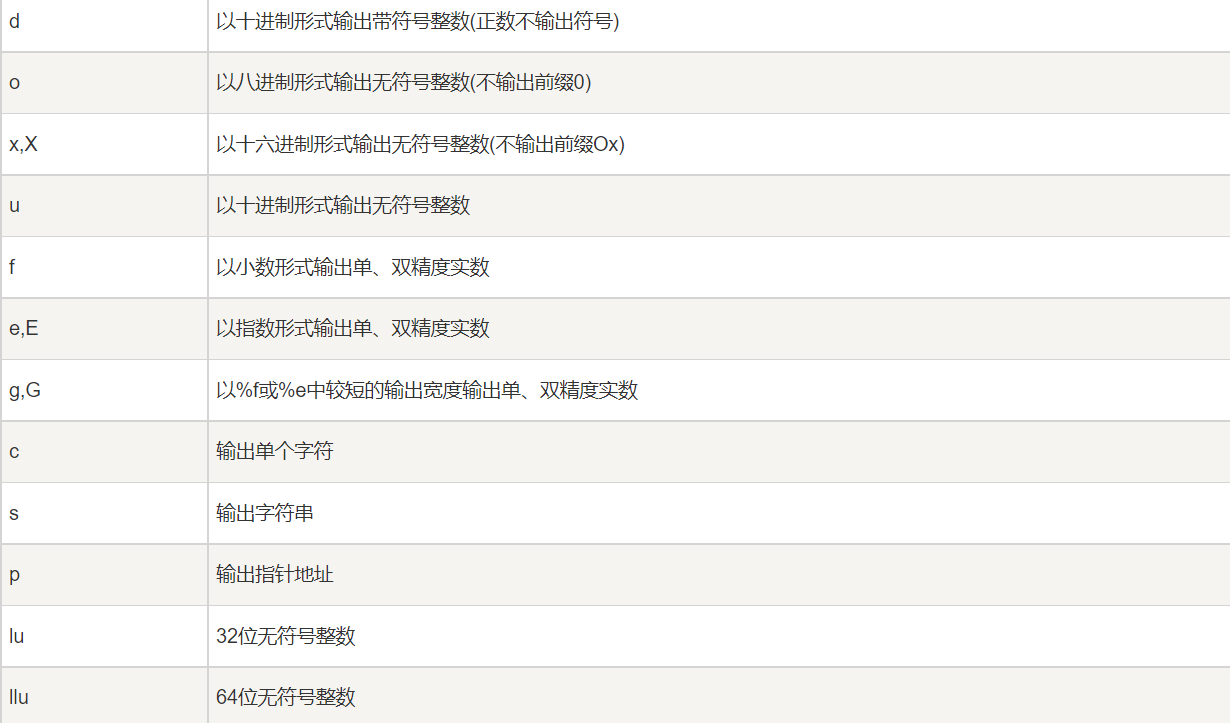 d 以十进制形式输出带符号整数(正数不输出符号)
o 以八进制形式输出无符号整数(不输出前缀0)
x,X 以十六进制形式输出无符号整数(不输出前缀Ox)
u 以十进制形式输出无符号整数
f 以小数形式输出单、双精度实数
e,E 以指数形式输出单、双精度实数
g,G 以%f或%e中较短的输出宽度输出单、双精度实数
c 输出单个字符
s 输出字符串
p 输出指针地址
lu 32位无符号整数
llu 64位无符号整数